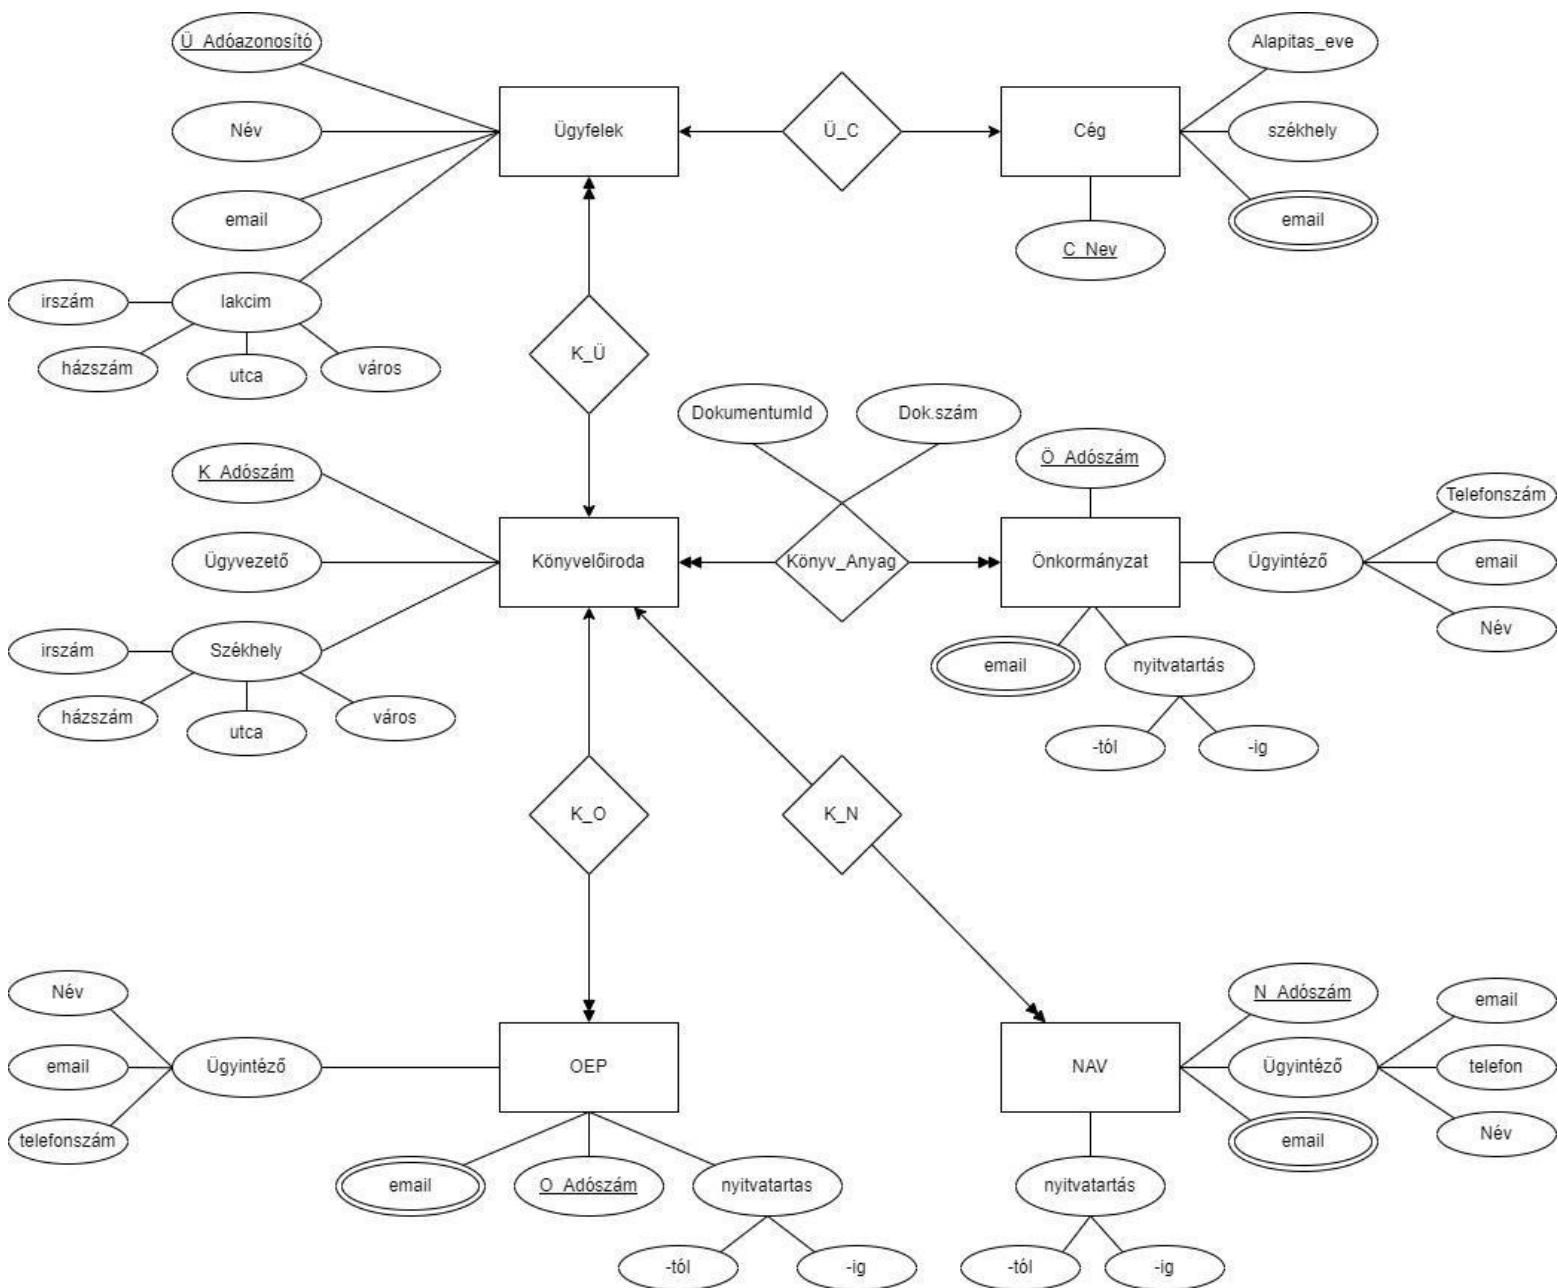 Ü_Adóazonosító
Alapitas_eve
Név
Ügyfelek
Ü_C
Cég
székhely
email
email
C_Nev
irszám
lakcim
házszám
utca
város
K_Ü
DokumentumId
Dok.szám
Ö_Adószám
K_Adószám
Telefonszám
Ügyvezető
Könyvelőiroda
Könyv_Anyag
Önkormányzat
Ügyintéző
email
Név
irszám
Székhely
email
nyitvatartás
házszám
utca
város
-tól
-ig
K_O
K_N
Név
N_Adószám
email
email
Ügyintéző
OEP
NAV
Ügyintéző
telefon
telefonszám
email
Név
email
O_Adószám
nyitvatartas
nyitvatartás
-tól
-ig
-tól
-ig